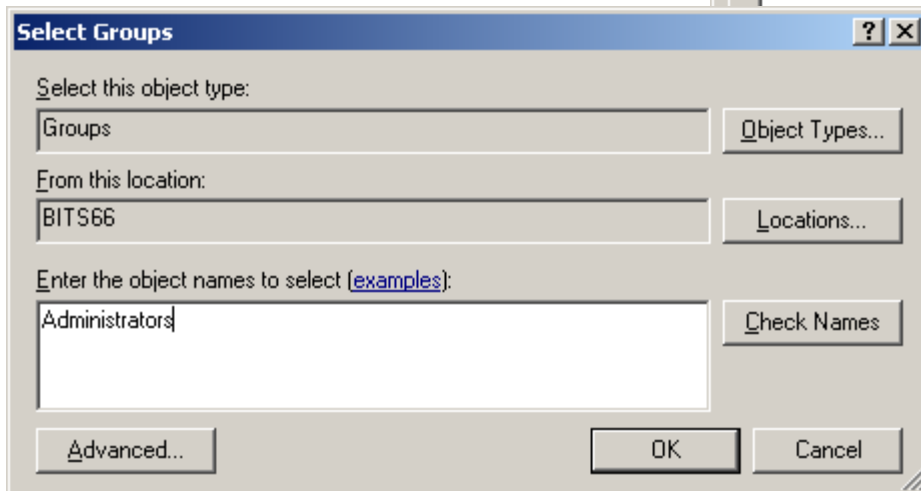 Select Groups
Select this object type:
Groups
Object Types...
From this location:
BITS66
Locations...
Enter the object names to select (examples):
Administrators
Check Names
Advanced...
OK
Cancel